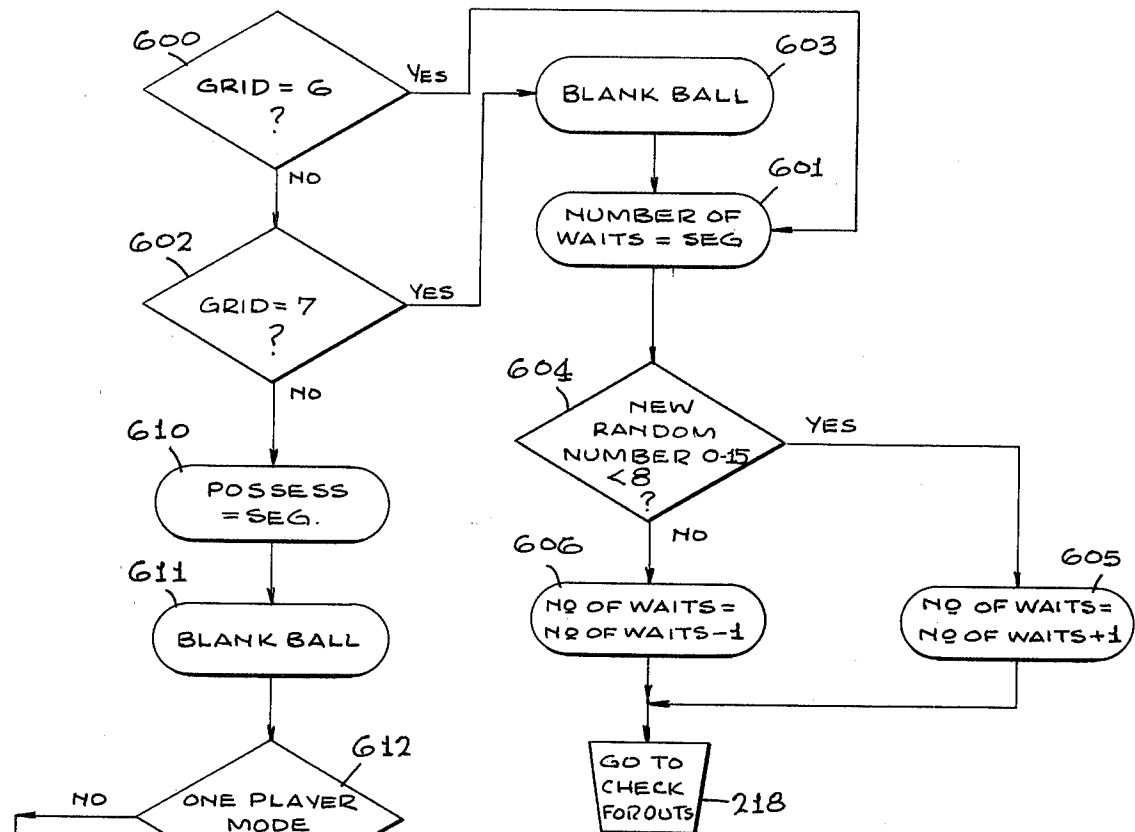 600
GRID = 6
?
YES
NO
603
BLANK BALL
601
NUMBER OF
WAITS = SEG
602
GRID = 7
?
YES
NO
604
NEW
RANDOM
NUMBER 0-15
<8
?
YES
NO
610
POSSESS
= SEG.
606
NO OF WAITS =
NO OF WAITS-1
605
NO OF WAITS =
NO OF WAITS+1
611
BLANK BALL
612
ONE PLAYER
MODE
NO
GO TO
CHECK
FOROUTS
218